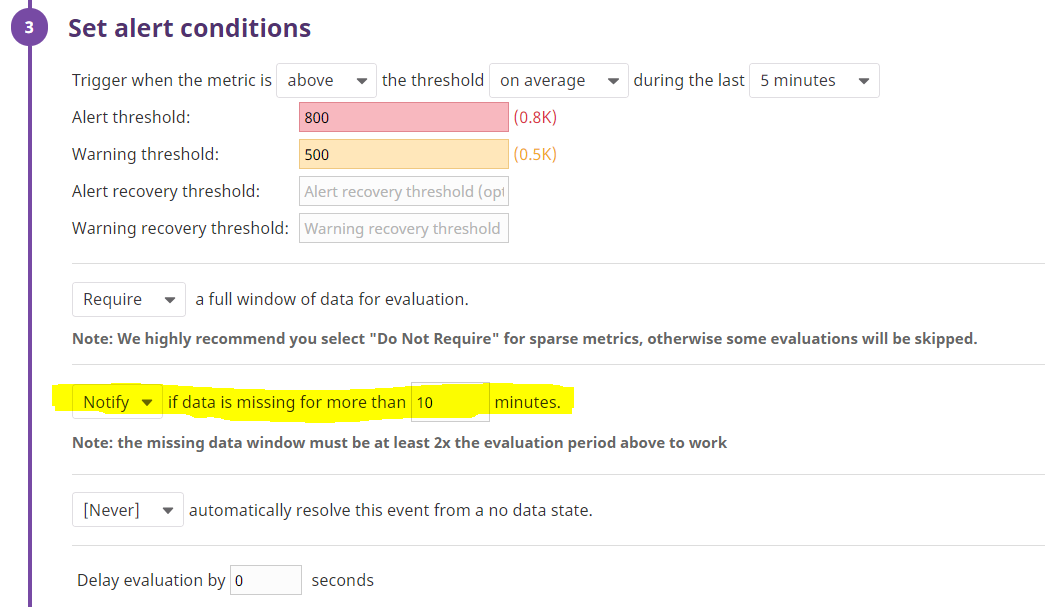 3 Set alert conditions
Trigger when the metric is above the threshold on average during the last 5 minutes
Alert threshold: 800 (0.8K)
Warning threshold: 500 (0.5K)
Alert recovery threshold: Alert recovery threshold (opt
Warning recovery threshold: Warning recovery threshold
Require a full window of data for evaluation.
Note: We highly recommend you select "Do Not Require" for sparse metrics, otherwise some evaluations will be skipped.
Notify if data is missing for more than 10 minutes.
Note: the missing data window must be at least 2x the evaluation period above to work
[Never] automatically resolve this event from a no data state.
Delay evaluation by 0 seconds